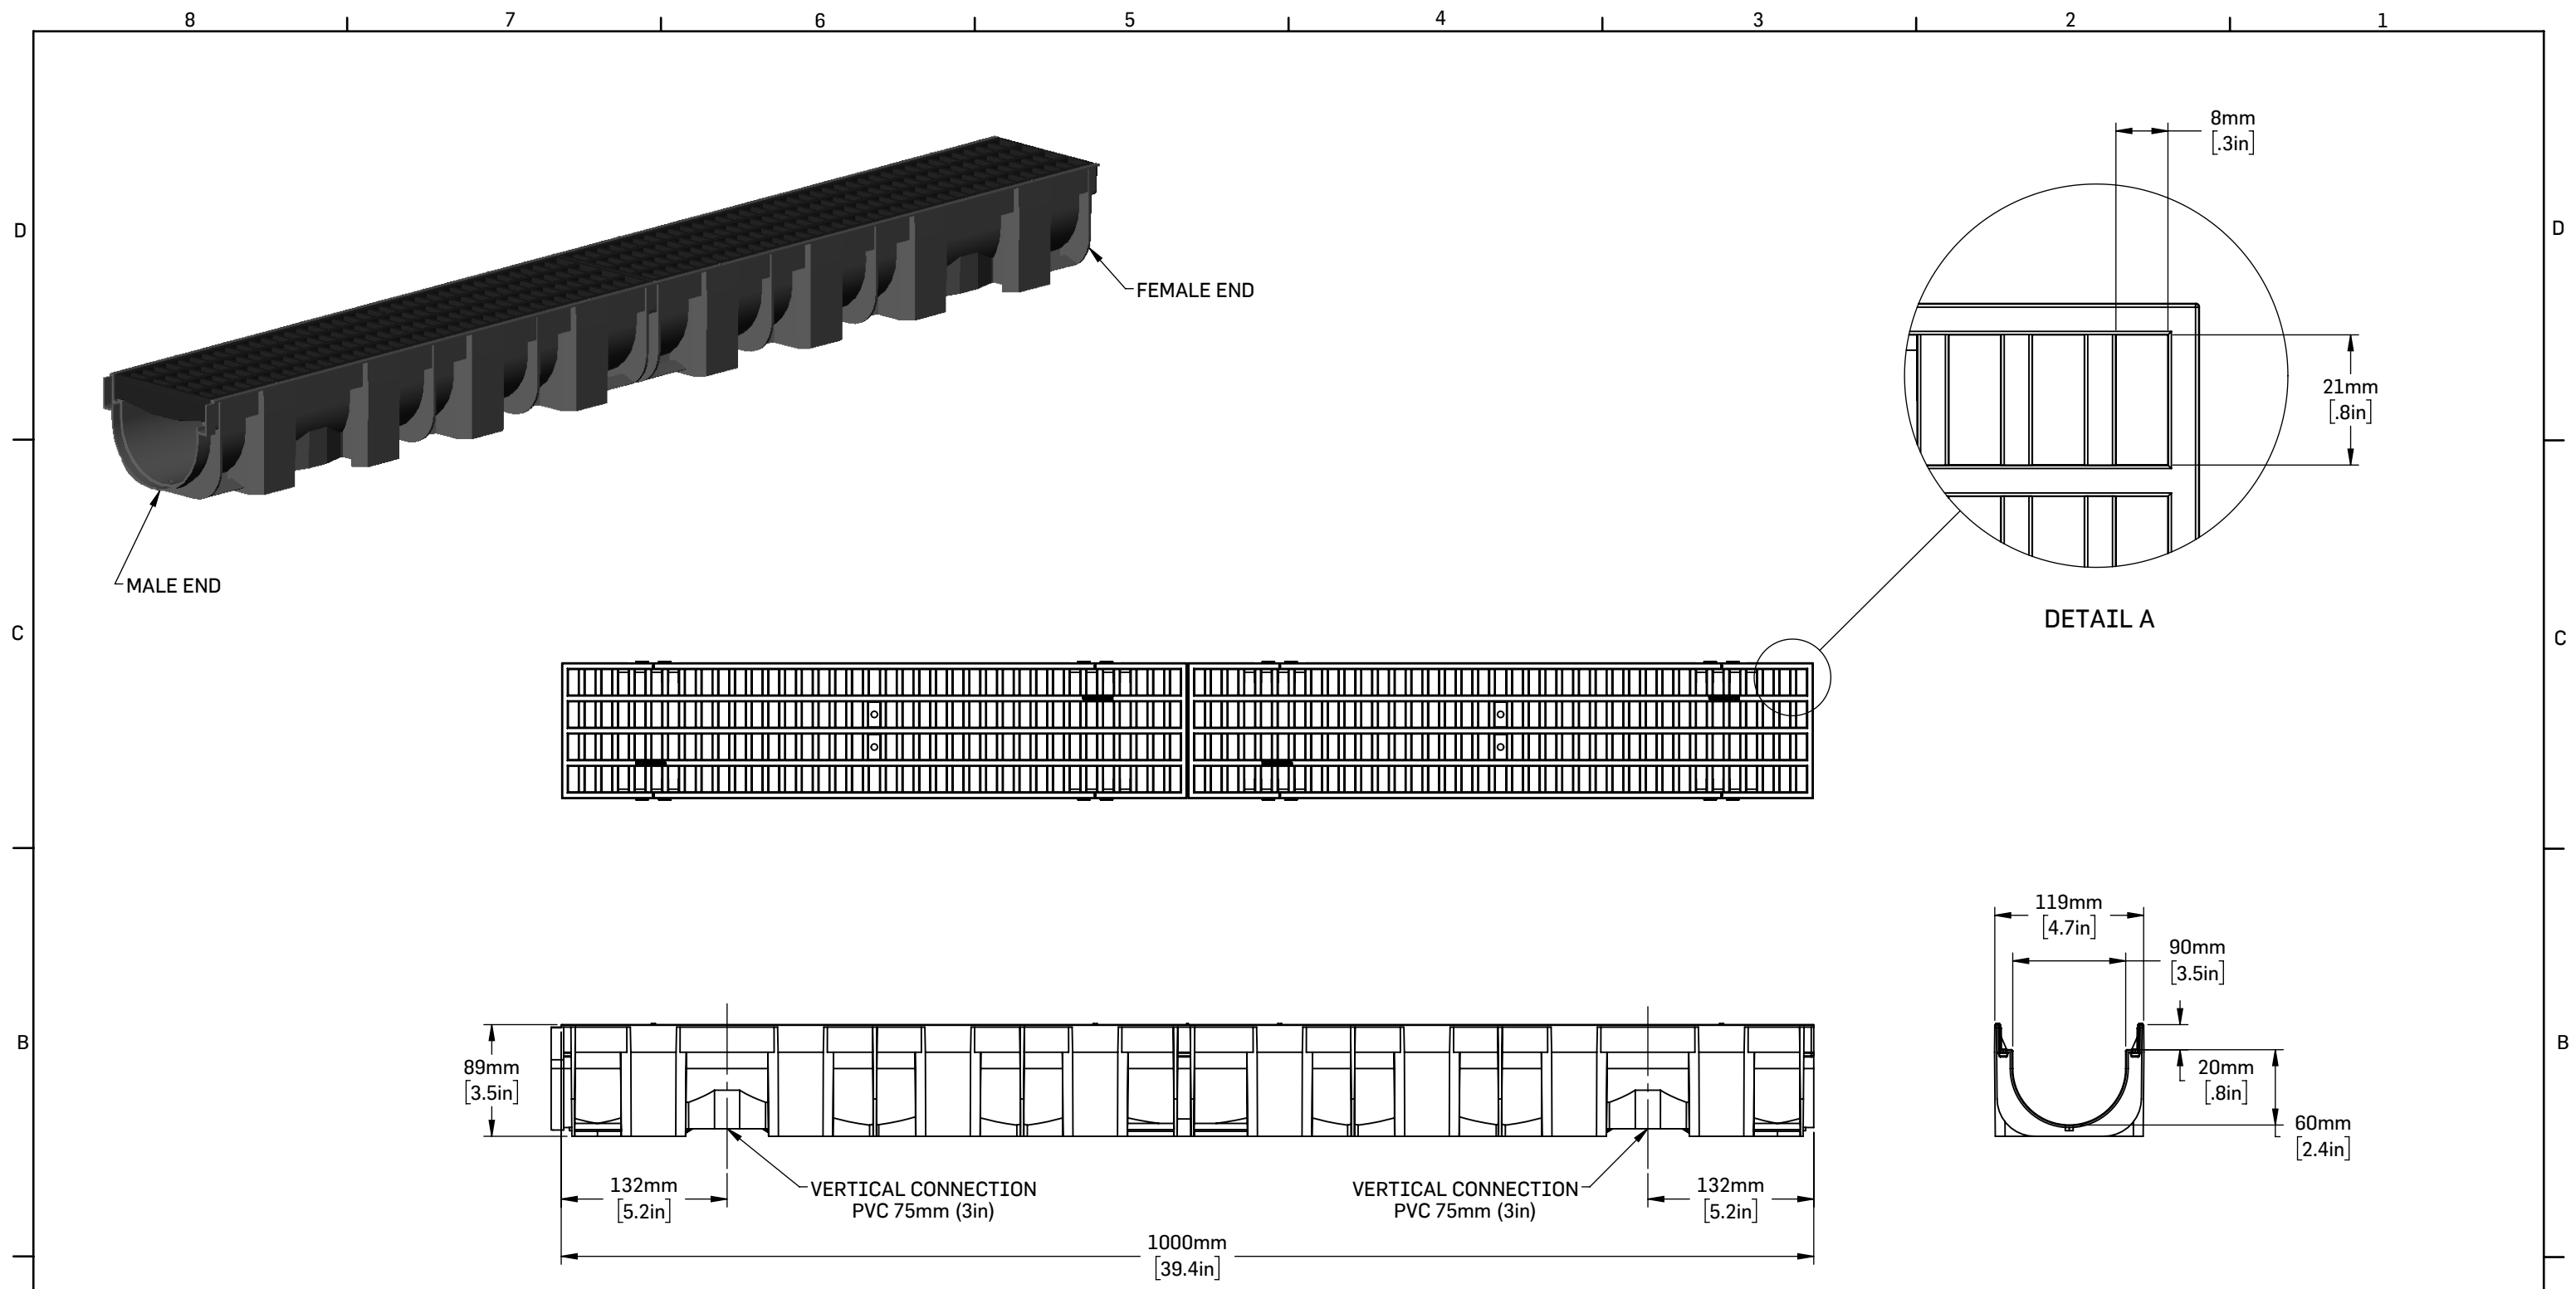 8 7 6 5 4 3 2 1
8mm
[.3in]
D D
FEMALE END
21mm
[.8in]
MALE END
DETAIL A
C C
119mm
[4.7in]
90mm
[3.5in]
B B
89mm
[3.5in]
20mm
[.8in]
60mm
[2.4in]
132mm
[5.2in]
VERTICAL CONNECTION
PVC 75mm (3in)
VERTICAL CONNECTION
PVC 75mm (3in)
132mm
[5.2in]
1000mm
[39.4in]